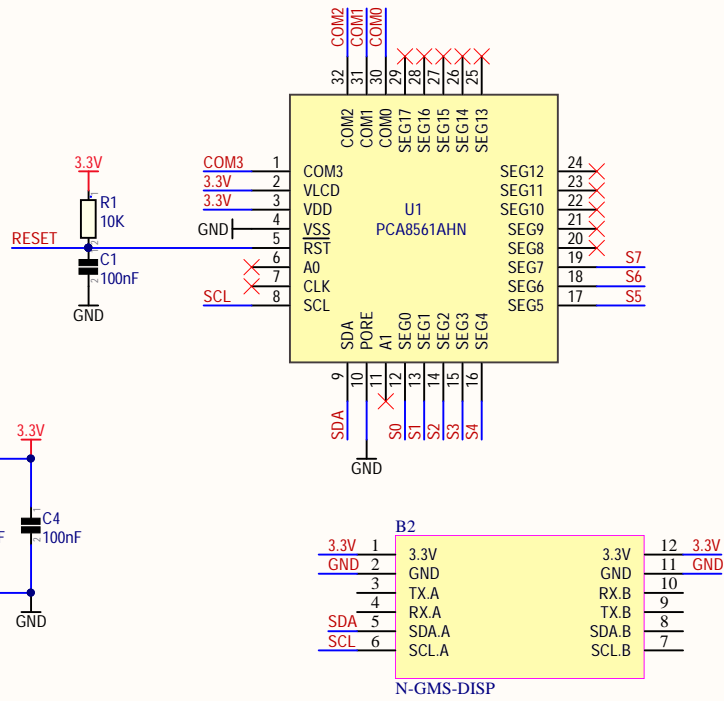 COM2
COM1
COM0
32
31
30
29
28
27
26
25
COM2
COM1
COM0
SEG17
SEG16
SEG15
SEG14
SEG13
COM3 1 COM3
3.3V 2 VLCD
3.3V 3 VDD
GND 4 VSS
RESET 5 RST
6 A0
7 CLK
SCL 8 SCL
U1
PCA8561AHN
SEG12 24
SEG11 23
SEG10 22
SEG9 21
SEG8 20
SEG7 19 S7
SEG6 18 S6
SEG5 17 S5
SDA
PORE
A1
SEG0
SEG1
SEG2
SEG3
SEG4
9
10
11
12
13
14
15
16
SDA
S0
S1
S2
S3
S4
GND
3.3V
1
R1
10K
2
1
C1
100nF
2
GND
3.3V
1
C4
F
100nF
2
GND
B2
3.3V 1 3.3V
GND 2 GND
3 TX.A
4 RX.A
SDA 5 SDA.A
SCL 6 SCL.A
3.3V 12 3.3V
GND 11 GND
RX.B 10
TX.B 9
SDA.B 8
SCL.B 7
N-GMS-DISP